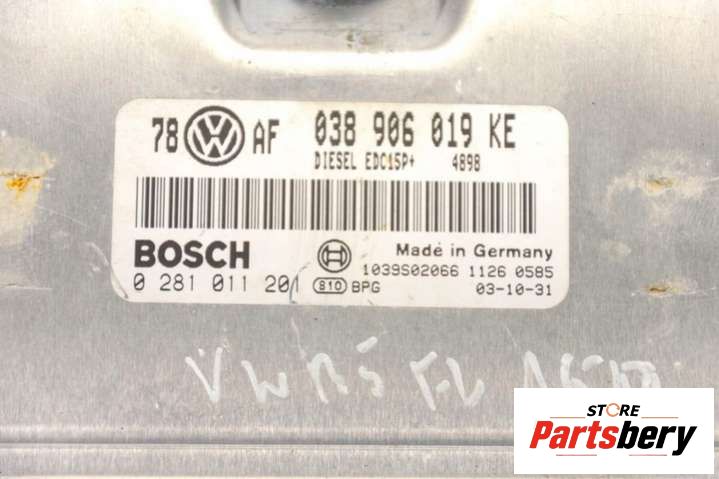 78 VW AF 038 906 019 KE
DIESEL EDC15P+ 4898
BOSCH Made in Germany
1039S02066 1126 0585
0 281 011 201 810 BPG 03-10-31
STORE
Partsbery